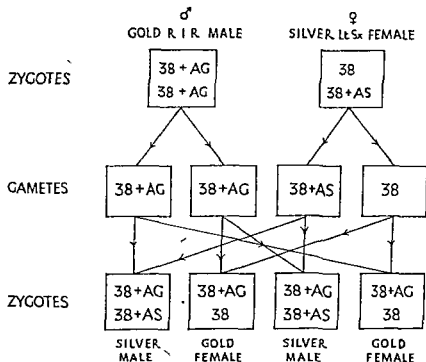 ♂ ♀
GOLD R I R MALE SILVER Lt Sx FEMALE
ZYGOTES
38 + AG 38
38 + AG 38 + AS
GAMETES
38 + AG 38 + AG 38 + AS 38
ZYGOTES
38 + AG 38 + AG 38 + AG 38 + AG
38 + AS 38 38 + AS 38
SILVER GOLD SILVER GOLD
MALE FEMALE MALE FEMALE